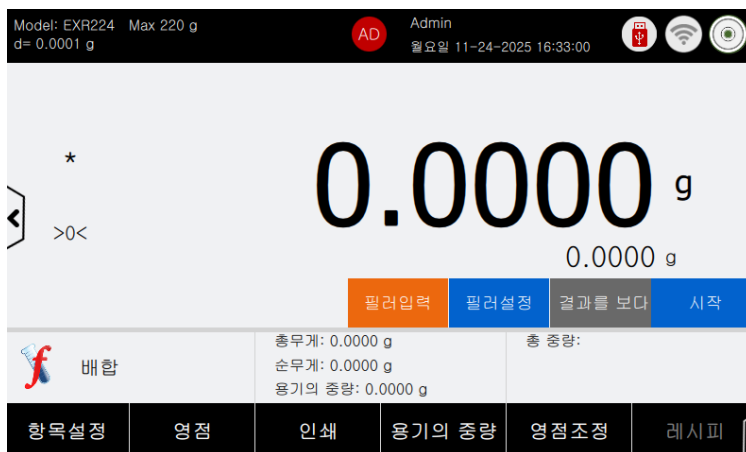 Model: EXR224 Max 220 g
d= 0.0001 g
AD
Admin
월요일 11-24-2025 16:33:00
*
0.0000 g
>0<
0.0000 g
필러입력 필러설정 결과를 보다 시작
f 배합
총무게: 0.0000 g
순무게: 0.0000 g
용기의 중량: 0.0000 g
총 중량:
항목설정 영점 인쇄 용기의 중량 영점조정 레시피